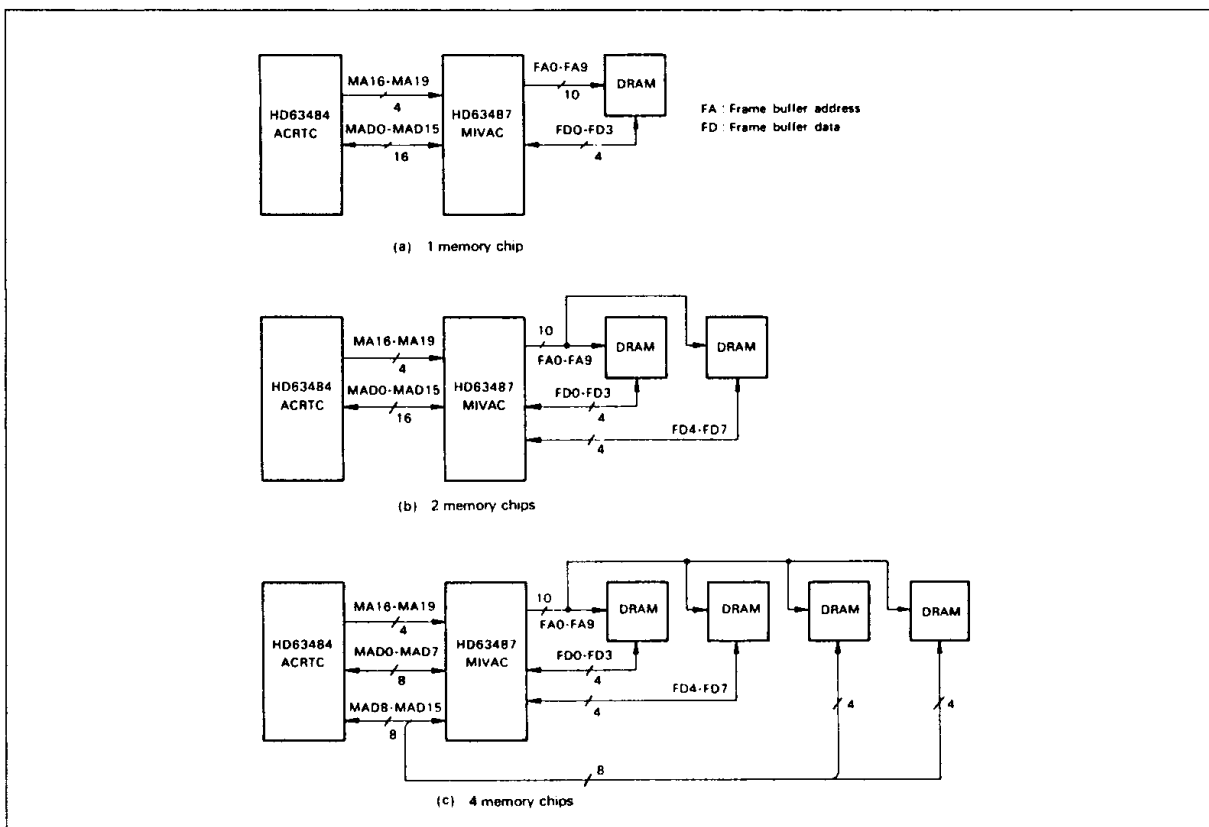 MA16-MA19
4
HD63484
ACRTC
MAD0-MAD15
16
HD63487
MIVAC
FA0-FA9
10
DRAM
FD0-FD3
4
FA : Frame buffer address
FD : Frame buffer data
(a) 1 memory chip
MA16-MA19
4
HD63484
ACRTC
MAD0-MAD15
16
HD63487
MIVAC
10
FA0-FA9
DRAM
DRAM
FD0-FD3
4
FD4-FD7
4
(b) 2 memory chips
MA16-MA19
4
HD63484
ACRTC
MAD0-MAD7
8
MAD8-MAD15
8
HD63487
MIVAC
10
FA0-FA9
DRAM
DRAM
DRAM
DRAM
FD0-FD3
4
FD4-FD7
4
4
4
8
(c) 4 memory chips